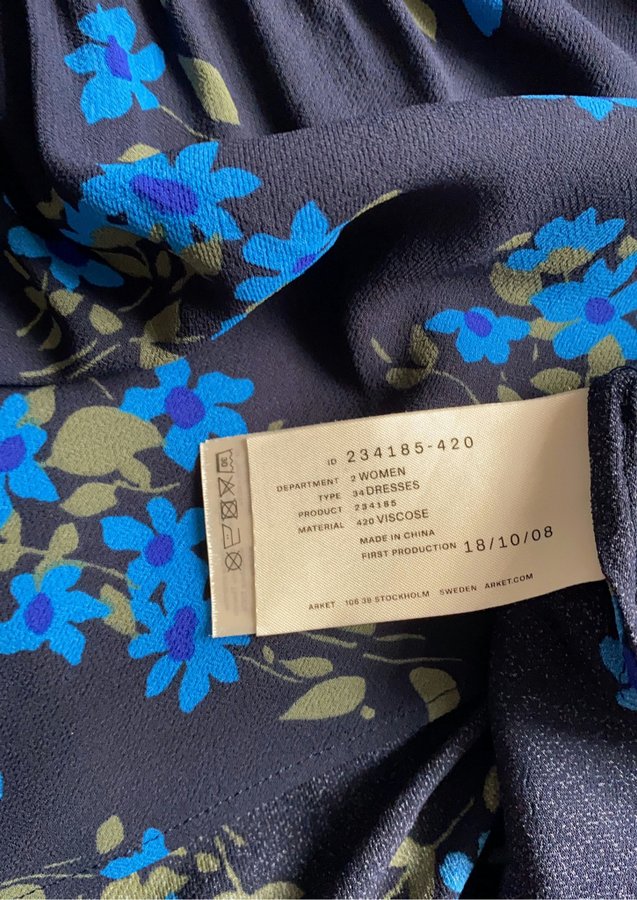 ID 234185-420
DEPARTMENT 2 WOMEN
TYPE 34 DRESSES
PRODUCT 234185
MATERIAL 420 VISCOSE
MADE IN CHINA
FIRST PRODUCTION 18/10/08
ARKET 106 38 STOCKHOLM SWEDEN ARKET.COM
30